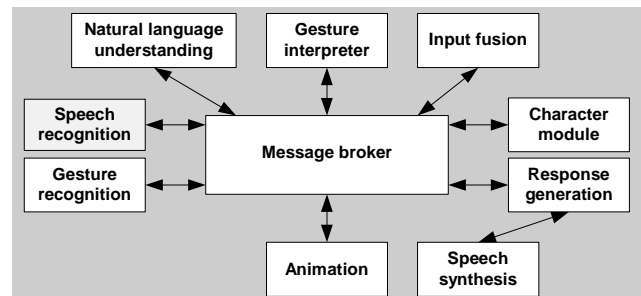 Natural language
understanding
Gesture
interpreter
Input fusion
Speech
recognition
Message broker
Character
module
Gesture
recognition
Response
generation
Animation
Speech
synthesis